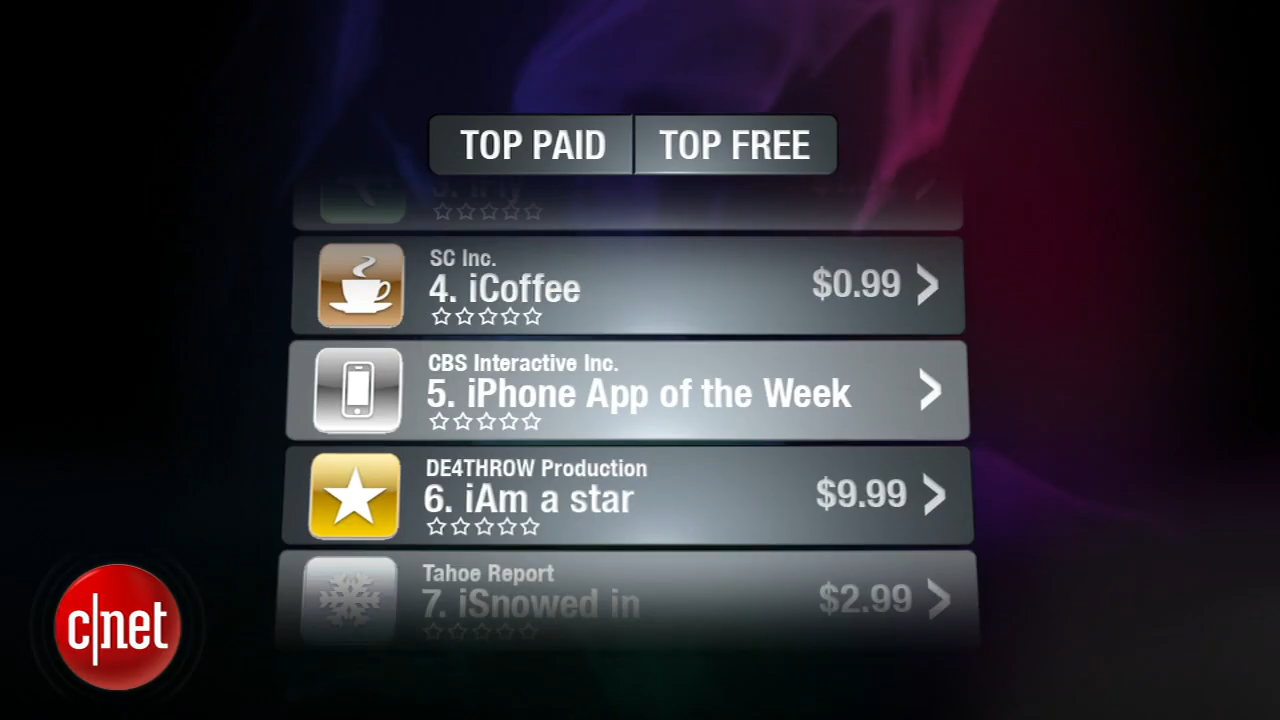 TOP PAID
TOP FREE
SC Inc.
4. iCoffee
$0.99
CBS Interactive Inc.
5. iPhone App of the Week
DE4THROW Production
6. iAm a star
$9.99
Tahoe Report
7. iSnowed in
$2.99
c|net